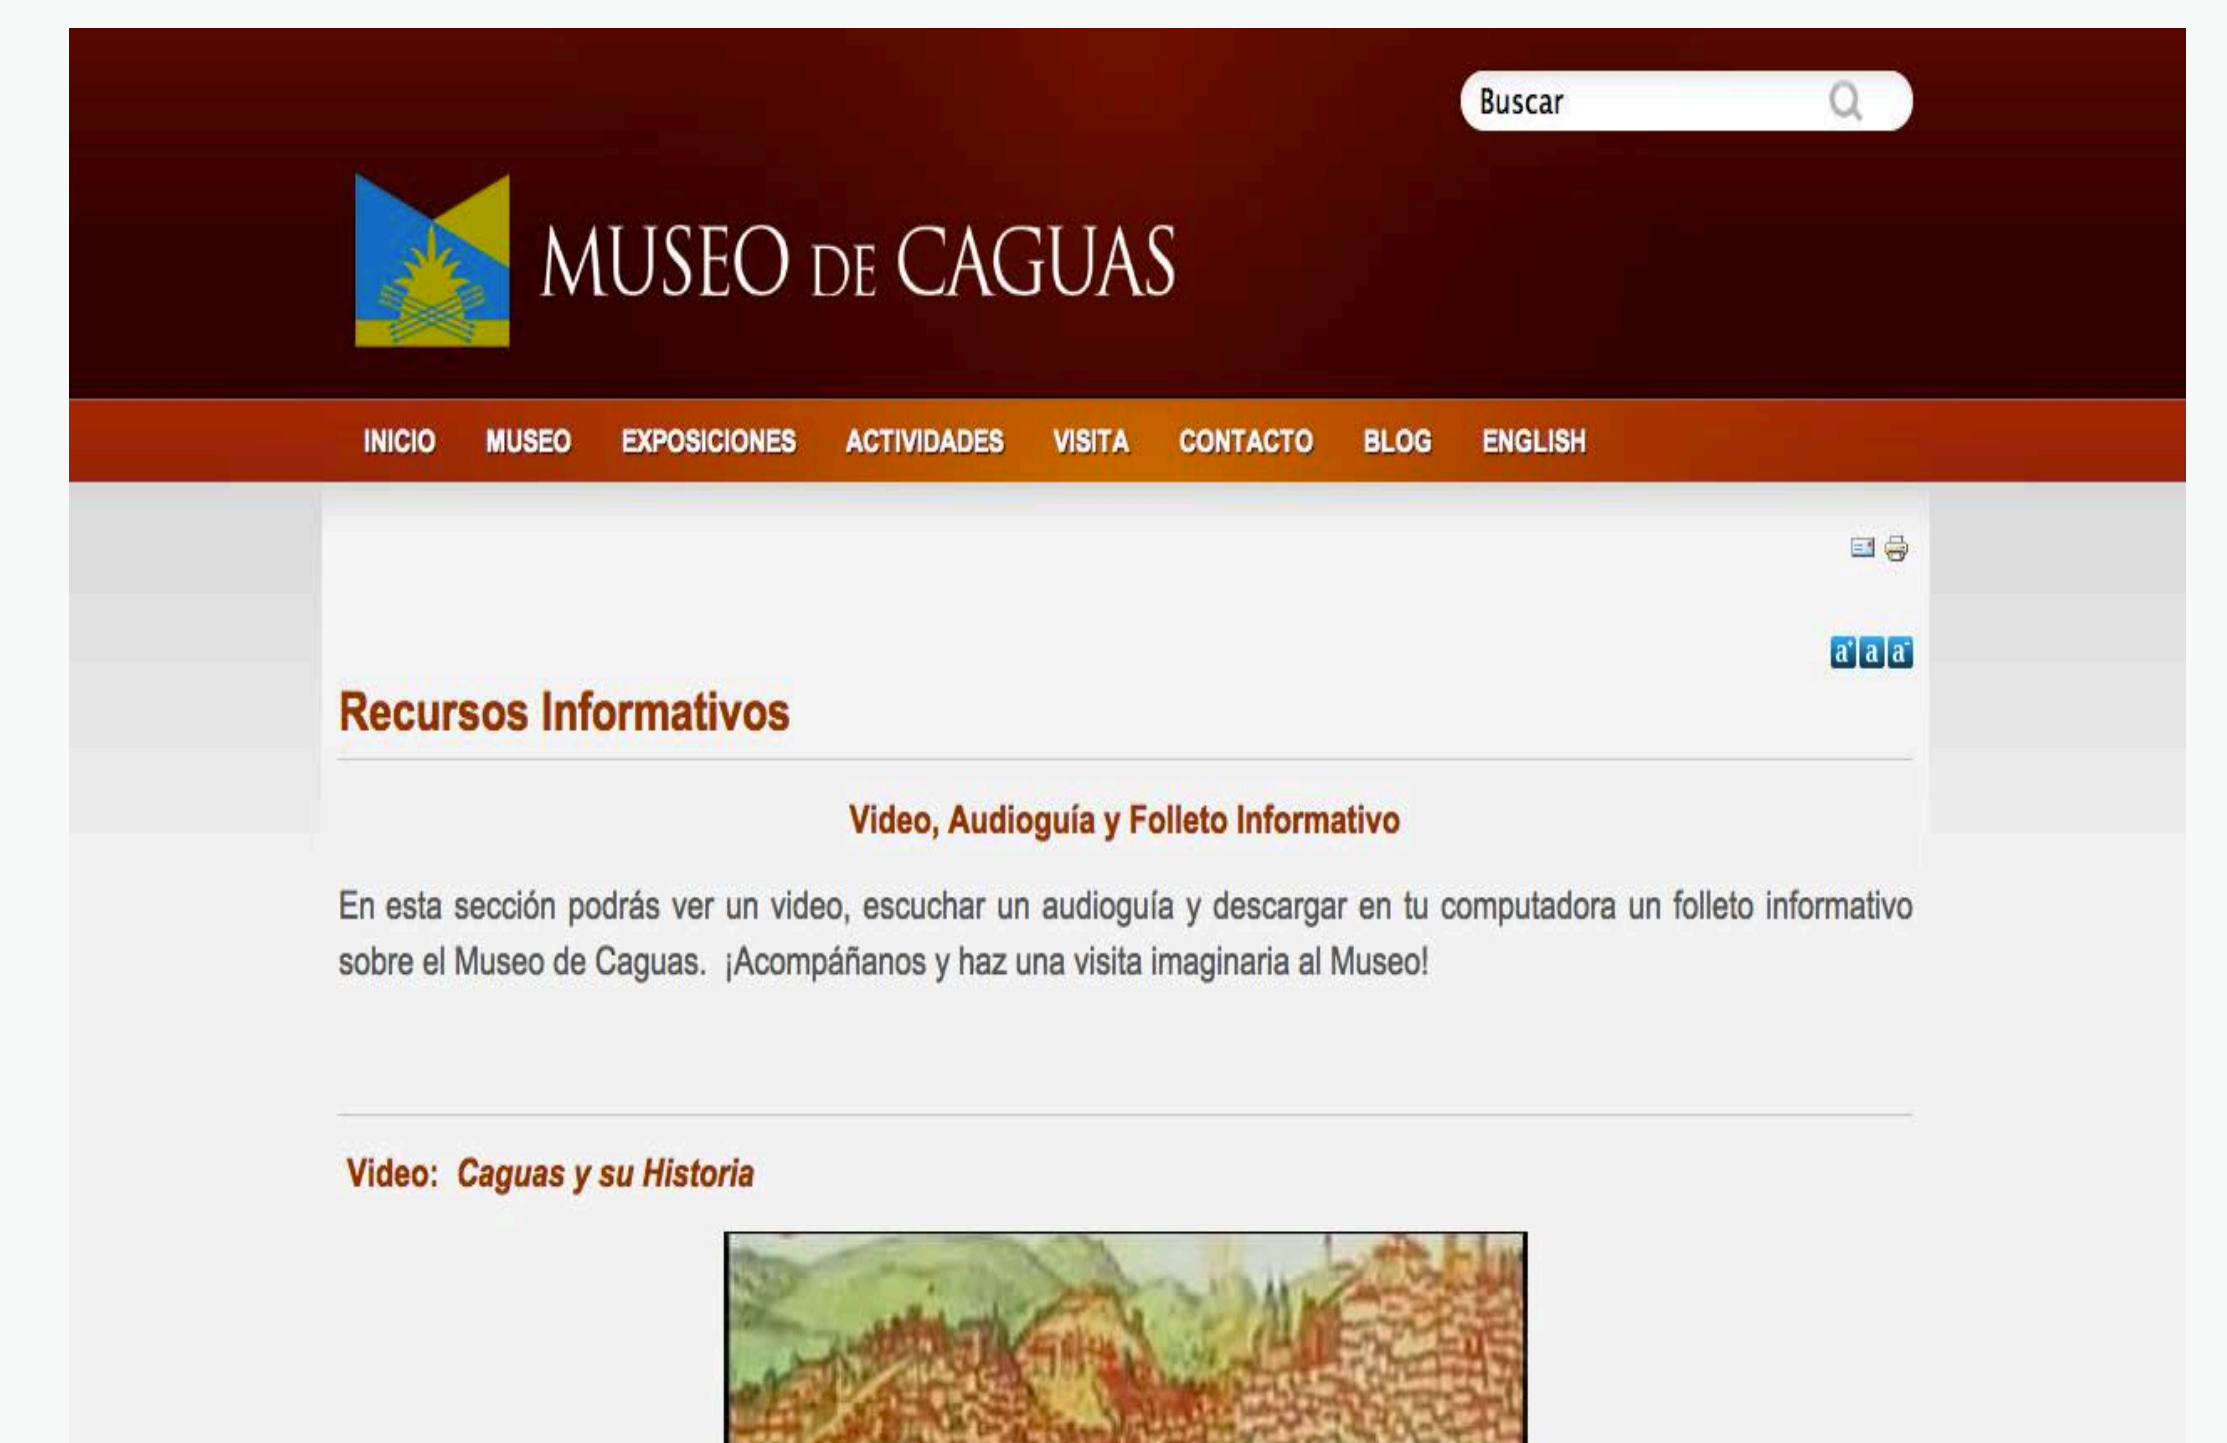 Buscar
MUSEO DE CAGUAS
INICIO MUSEO EXPOSICIONES ACTIVIDADES VISITA CONTACTO BLOG ENGLISH
a+ a a-
Recursos Informativos
Video, Audioguía y Folleto Informativo
En esta sección podrás ver un video, escuchar un audioguía y descargar en tu computadora un folleto informativo
sobre el Museo de Caguas. ¡Acompáñanos y haz una visita imaginaria al Museo!
Video: Caguas y su Historia